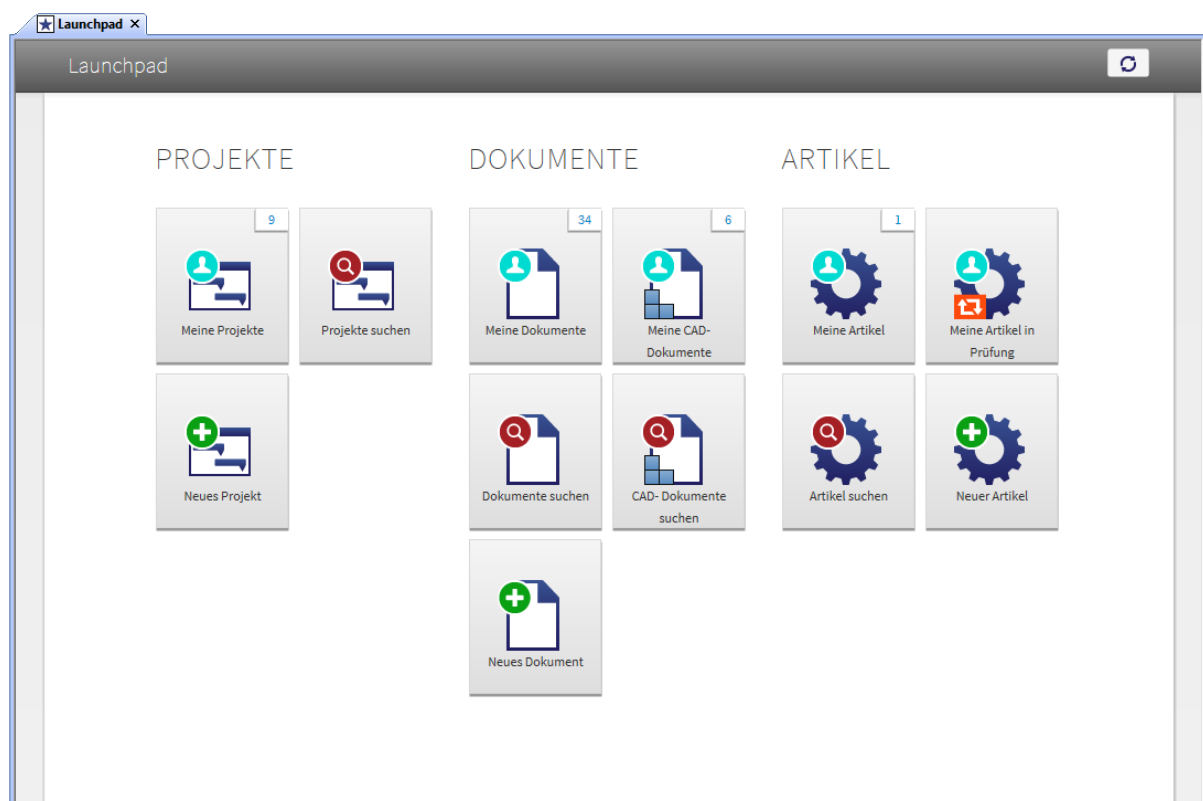 Launchpad ×
Launchpad
PROJEKTE
9
Meine Projekte
Projekte suchen
Neues Projekt
DOKUMENTE
34
Meine Dokumente
6
Meine CAD-
Dokumente
Dokumente suchen
CAD- Dokumente
suchen
Neues Dokument
ARTIKEL
1
Meine Artikel
Meine Artikel in
Prüfung
Artikel suchen
Neuer Artikel